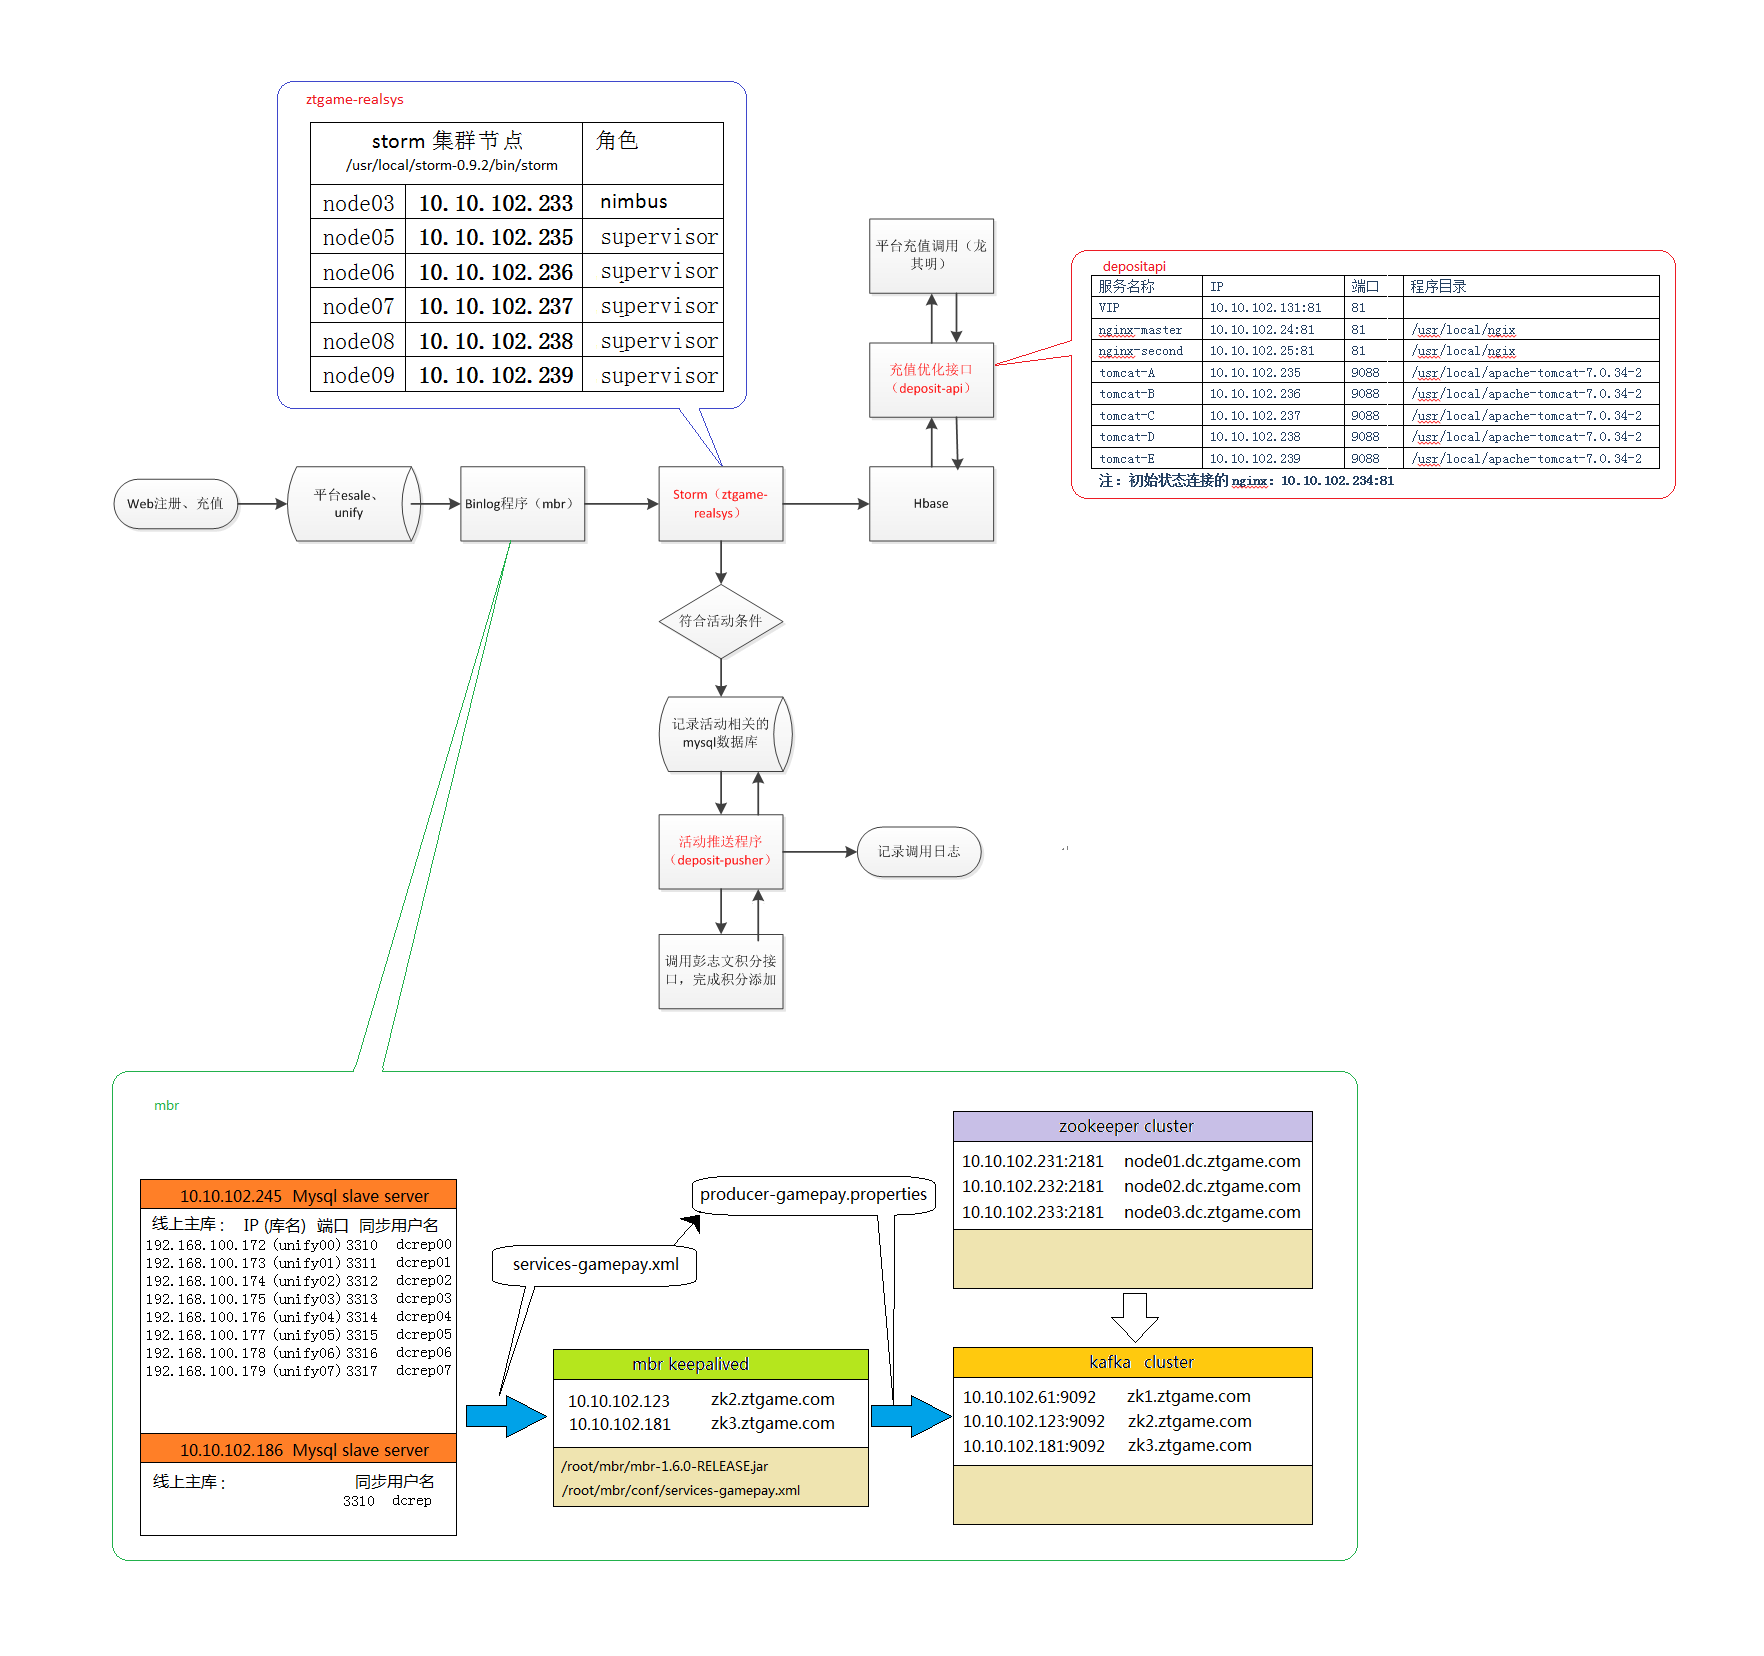 ztgame-realsys
storm 集群节点 角色
/usr/local/storm-0.9.2/bin/storm
node03 10.10.102.233 nimbus
node05 10.10.102.235 supervisor
node06 10.10.102.236 supervisor
node07 10.10.102.237 supervisor
node08 10.10.102.238 supervisor
node09 10.10.102.239 supervisor
平台充值调用（龙
其明）
depositapi
服务名称 IP 端口 程序目录
VIP 10.10.102.131:81 81
nginx-master 10.10.102.24:81 81 /usr/local/ngix
nginx-second 10.10.102.25:81 81 /usr/local/ngix
tomcat-A 10.10.102.235 9088 /usr/local/apache-tomcat-7.0.34-2
tomcat-B 10.10.102.236 9088 /usr/local/apache-tomcat-7.0.34-2
tomcat-C 10.10.102.237 9088 /usr/local/apache-tomcat-7.0.34-2
tomcat-D 10.10.102.238 9088 /usr/local/apache-tomcat-7.0.34-2
tomcat-E 10.10.102.239 9088 /usr/local/apache-tomcat-7.0.34-2
注：初始状态连接的nginx：10.10.102.234:81
充值优化接口
（deposit-api）
Web注册、充值
平台esale、
unify
Binlog程序（mbr）
Storm（ztgame-
realsys）
Hbase
符合活动条件
记录活动相关的
mysql数据库
活动推送程序
（deposit-pusher）
记录调用日志
调用彭志文积分接
口，完成积分添加
mbr
10.10.102.245 Mysql slave server
线上主库： IP (库名) 端口 同步用户名
192.168.100.172 (unify00) 3310 dcrep00
192.168.100.173 (unify01) 3311 dcrep01
192.168.100.174 (unify02) 3312 dcrep02
192.168.100.175 (unify03) 3313 dcrep03
192.168.100.176 (unify04) 3314 dcrep04
192.168.100.177 (unify05) 3315 dcrep05
192.168.100.178 (unify06) 3316 dcrep06
192.168.100.179 (unify07) 3317 dcrep07
10.10.102.186 Mysql slave server
线上主库： 同步用户名
3310 dcrep
services-gamepay.xml
producer-gamepay.properties
mbr keepalived
10.10.102.123 zk2.ztgame.com
10.10.102.181 zk3.ztgame.com
/root/mbr/mbr-1.6.0-RELEASE.jar
/root/mbr/conf/services-gamepay.xml
zookeeper cluster
10.10.102.231:2181 node01.dc.ztgame.com
10.10.102.232:2181 node02.dc.ztgame.com
10.10.102.233:2181 node03.dc.ztgame.com
kafka cluster
10.10.102.61:9092 zk1.ztgame.com
10.10.102.123:9092 zk2.ztgame.com
10.10.102.181:9092 zk3.ztgame.com